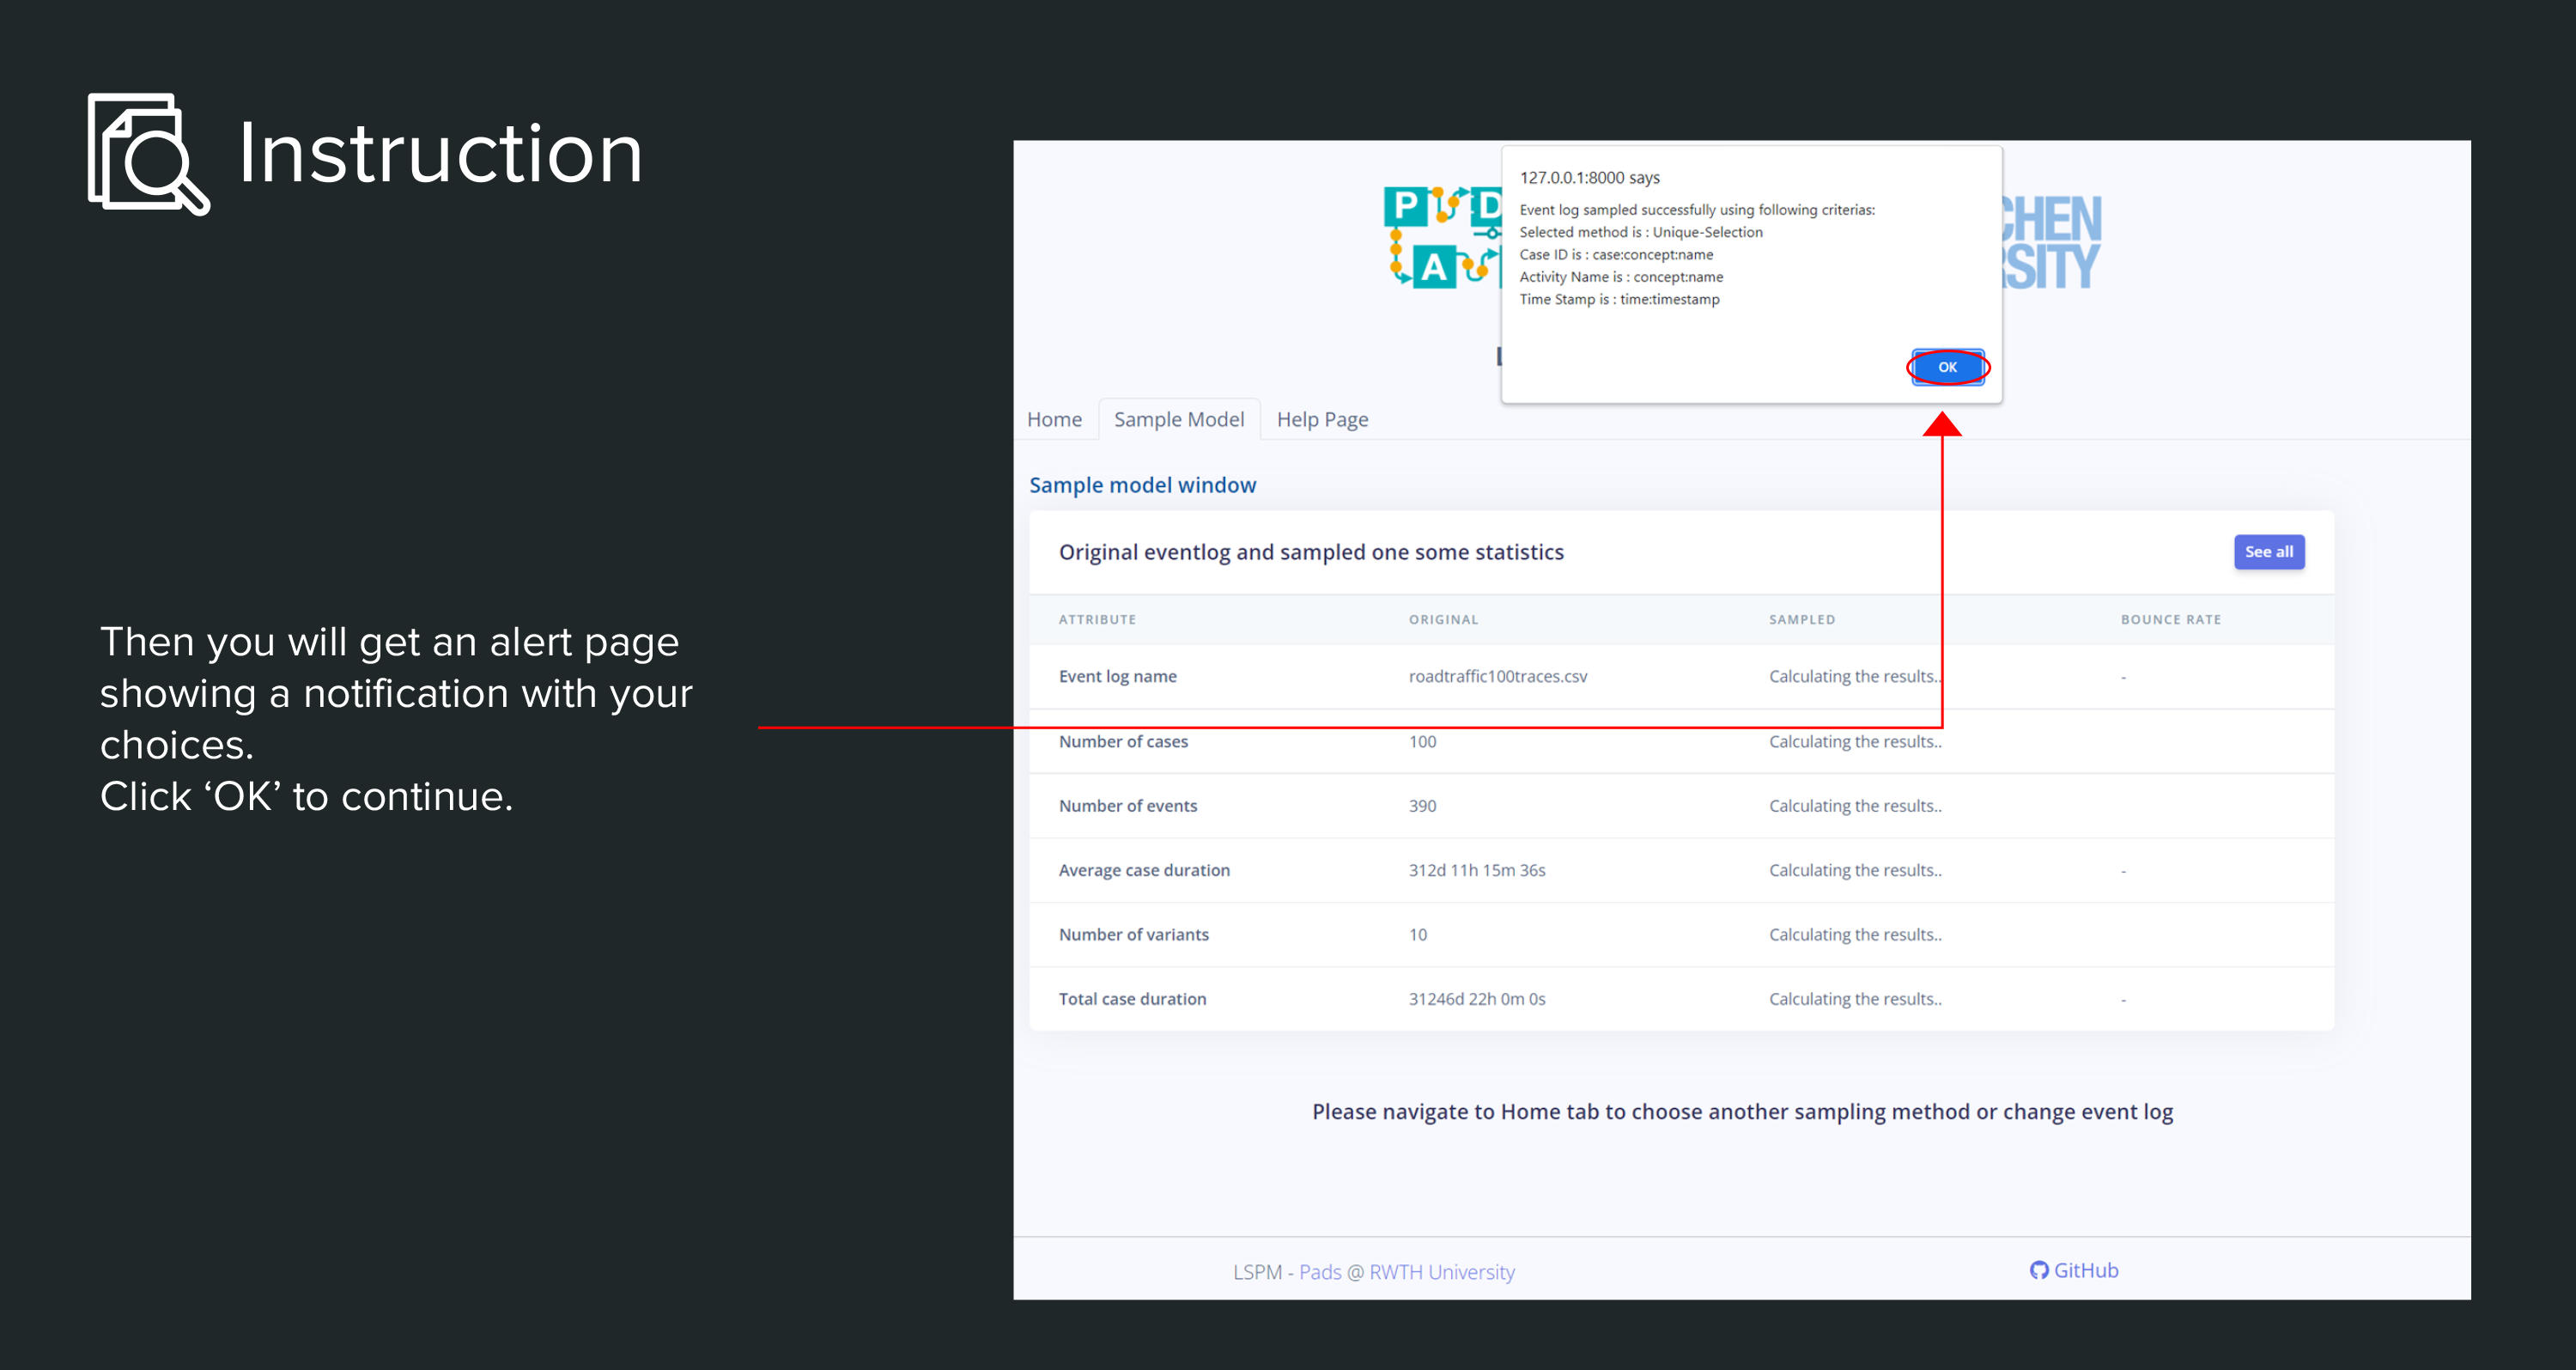 Instruction
Then you will get an alert page
showing a notification with your
choices.
Click ‘OK’ to continue.
P D
A
CHEN
RSITY
127.0.0.1:8000 says
Event log sampled successfully using following criterias:
Selected method is : Unique-Selection
Case ID is : case:concept:name
Activity Name is : concept:name
Time Stamp is : time:timestamp
OK
Home Sample Model Help Page
Sample model window
Original eventlog and sampled one some statistics See all
ATTRIBUTE ORIGINAL SAMPLED BOUNCE RATE
Event log name roadtraffic100traces.csv Calculating the results.. -
Number of cases 100 Calculating the results..
Number of events 390 Calculating the results..
Average case duration 312d 11h 15m 36s Calculating the results.. -
Number of variants 10 Calculating the results..
Total case duration 31246d 22h 0m 0s Calculating the results.. -
Please navigate to Home tab to choose another sampling method or change event log
LSPM - Pads @ RWTH University GitHub